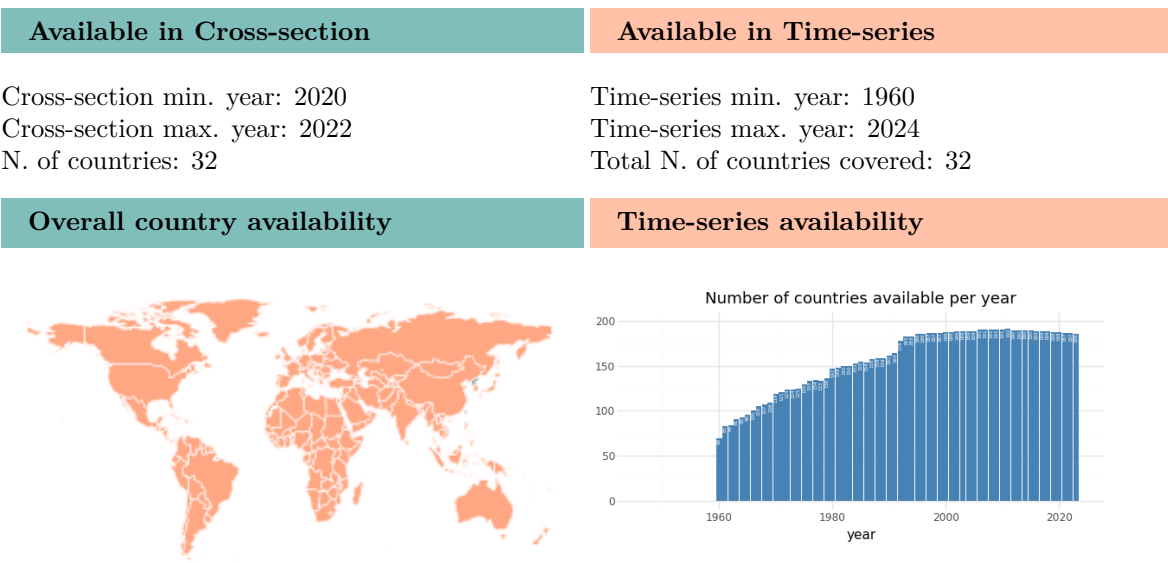 Available in Cross-section
Available in Time-series
Cross-section min. year: 2020
Cross-section max. year: 2022
N. of countries: 32
Time-series min. year: 1960
Time-series max. year: 2024
Total N. of countries covered: 32
Overall country availability
Time-series availability
Number of countries available per year
200
150
100
50
0
1960 1980 2000 2020
year